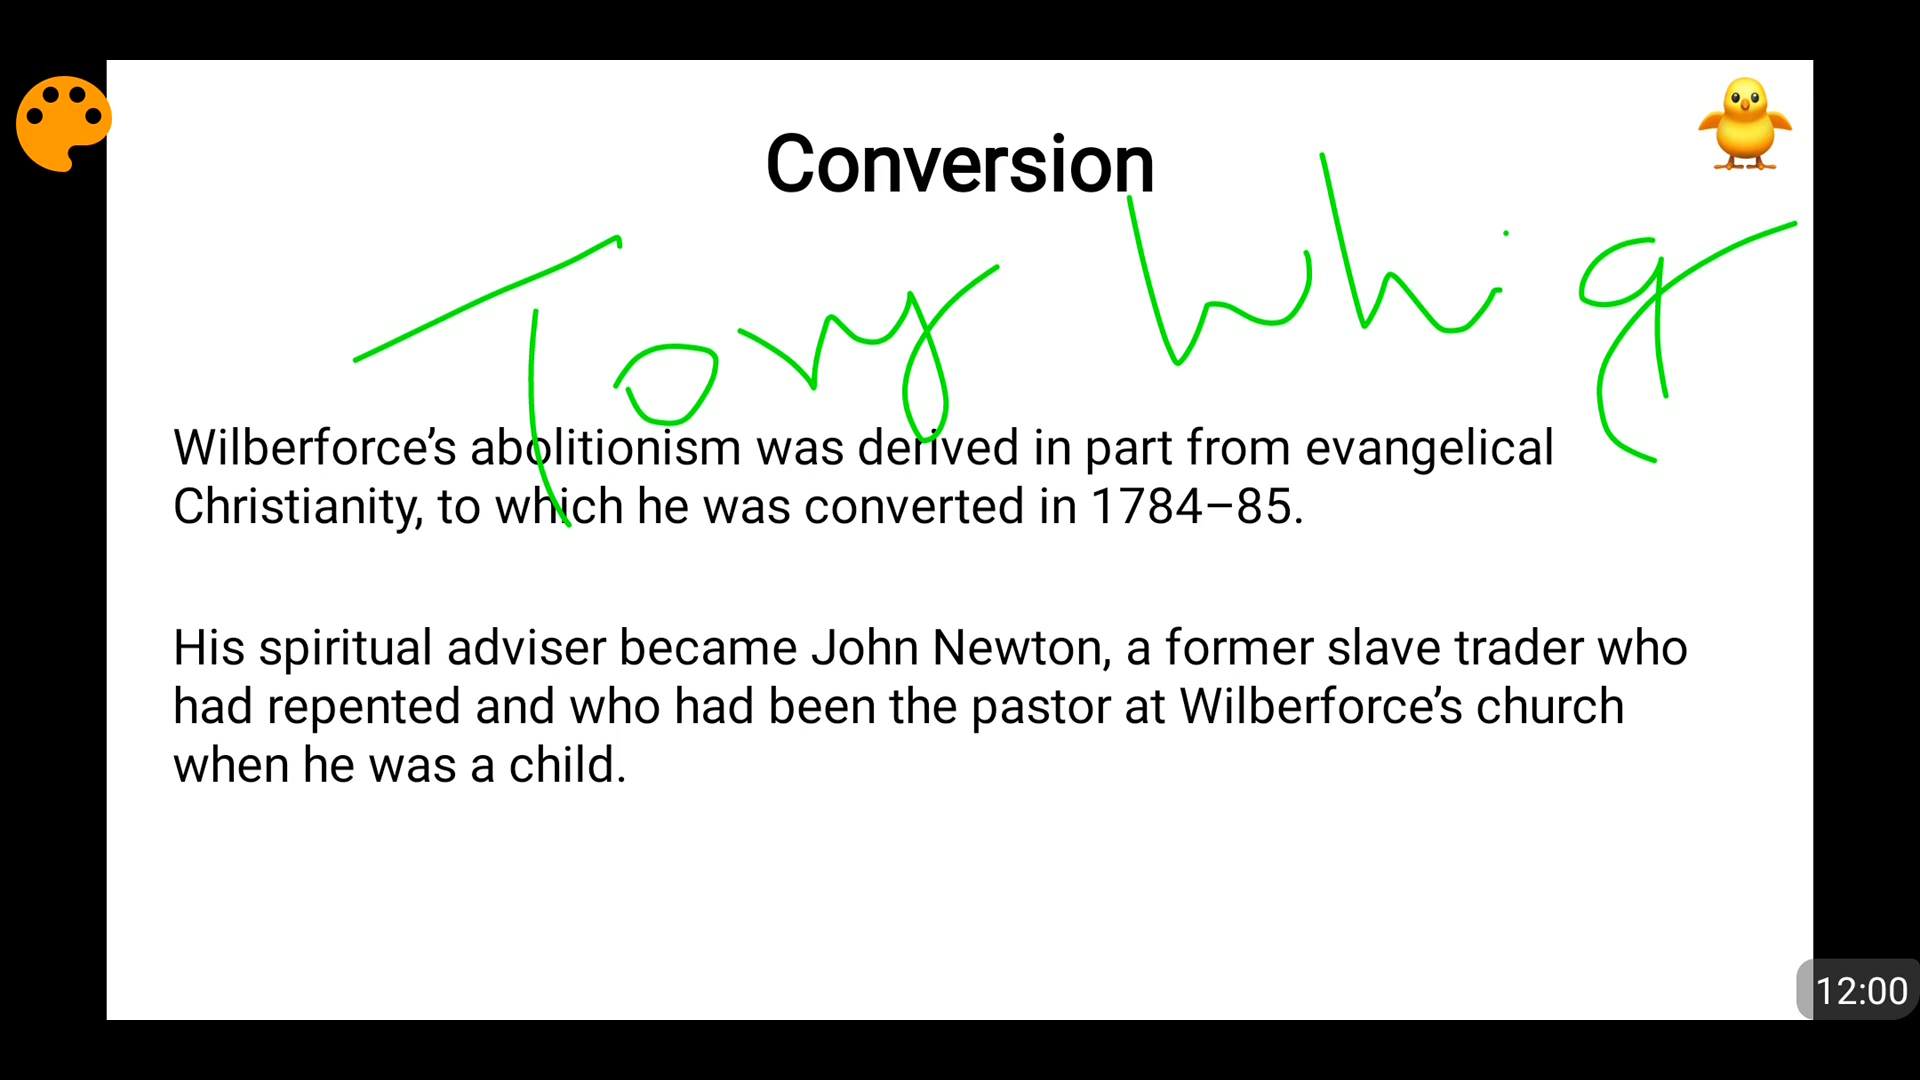 Conversion
Tory Whig
Wilberforce’s abolitionism was derived in part from evangelical
Christianity, to which he was converted in 1784–85.
His spiritual adviser became John Newton, a former slave trader who
had repented and who had been the pastor at Wilberforce’s church
when he was a child.
12:00